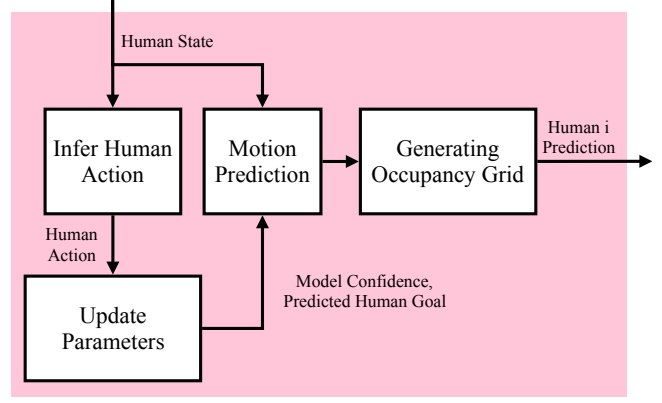 Human State
Infer Human
Action
Motion
Prediction
Generating
Occupancy Grid
Human i
Prediction
Human
Action
Model Confidence,
Predicted Human Goal
Update
Parameters